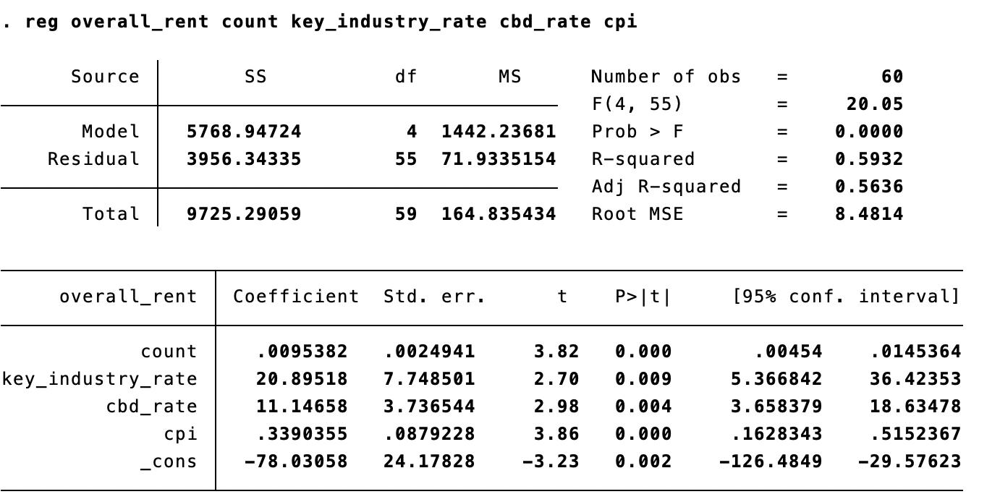 . reg overall_rent count key_industry_rate cbd_rate cpi
Source SS df MS Number of obs = 60
F(4, 55) = 20.05
Model 5768.94724 4 1442.23681 Prob > F = 0.0000
Residual 3956.34335 55 71.9335154 R-squared = 0.5932
Adj R-squared = 0.5636
Total 9725.29059 59 164.835434 Root MSE = 8.4814
overall_rent Coefficient Std. err. t P>|t| [95% conf. interval]
count .0095382 .0024941 3.82 0.000 .00454 .0145364
key_industry_rate 20.89518 7.748501 2.70 0.009 5.366842 36.42353
cbd_rate 11.14658 3.736544 2.98 0.004 3.658379 18.63478
cpi .3390355 .0879228 3.86 0.000 .1628343 .5152367
_cons -78.03058 24.17828 -3.23 0.002 -126.4849 -29.57623